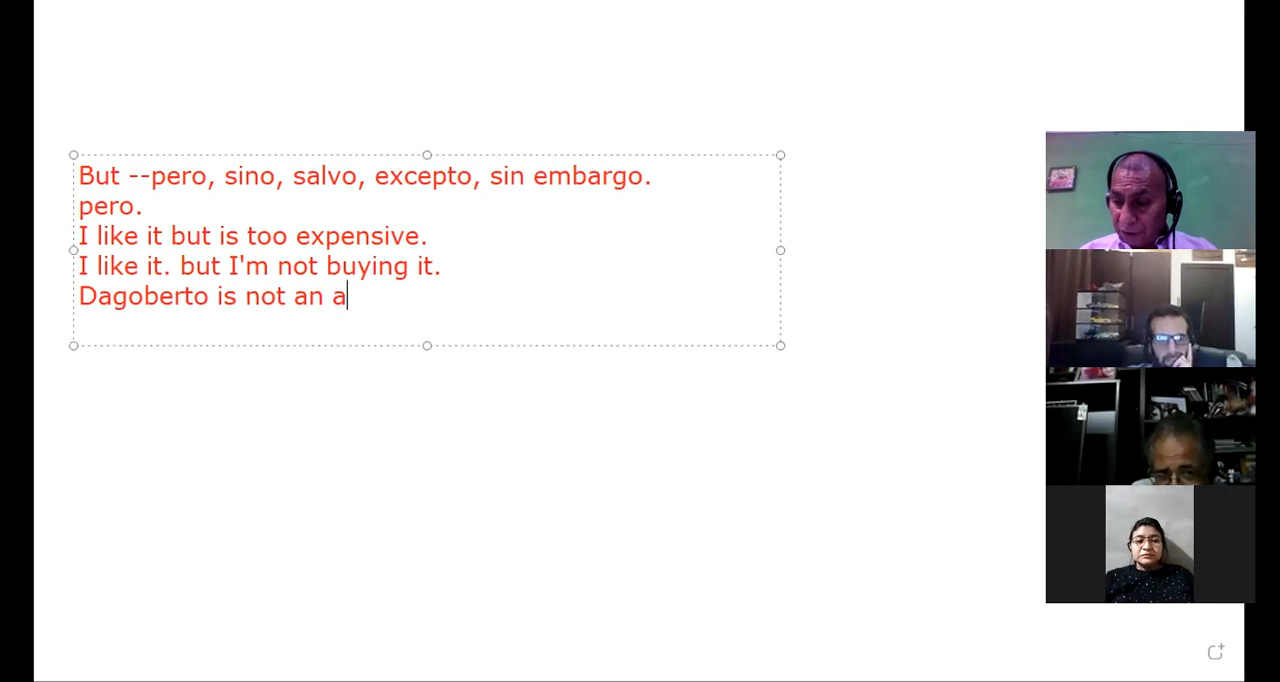 But --pero, sino, salvo, excepto, sin embargo.
pero.
I like it but is too expensive.
I like it. but I'm not buying it.
Dagoberto is not an a